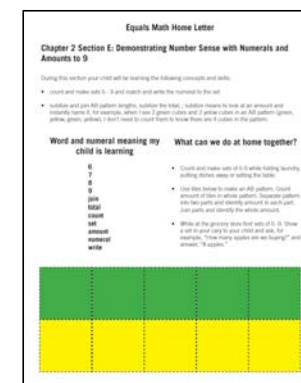 Equals Math Home Letter
Chapter 2 Section E: Demonstrating Number Sense with Numerals and
Amounts to 9
During this section your child will be learning the following concepts and skills:
• count and make sets 6 - 9 and match and write the numeral to the set
• subitize and join AB pattern lengths, subitize the total, ; subitize means to look at an amount and
instantly name it, for example, when I see 2 green cubes and 2 yellow cubes in an AB pattern (green,
yellow, green, yellow), I don't need to count them to know there are 4 cubes in the pattern.
Word and numeral meaning my
child is learning
6
7
8
9
join
total
count
set
amount
numeral
write
What can we do at home together?
• Count and make sets of 6-9 while folding laundry,
putting dishes away or setting the table.
• Use tiles below to make an AB pattern. Count
amount of tiles in whole pattern. Separate pattern
into two parts and identify amount in each part.
Join parts and identify the whole amount.
• While at the grocery store find sets of 6-9. Show
a set in your cary to your child and ask, for
example, "How many apples are we buying?" and
answer, "8 apples."